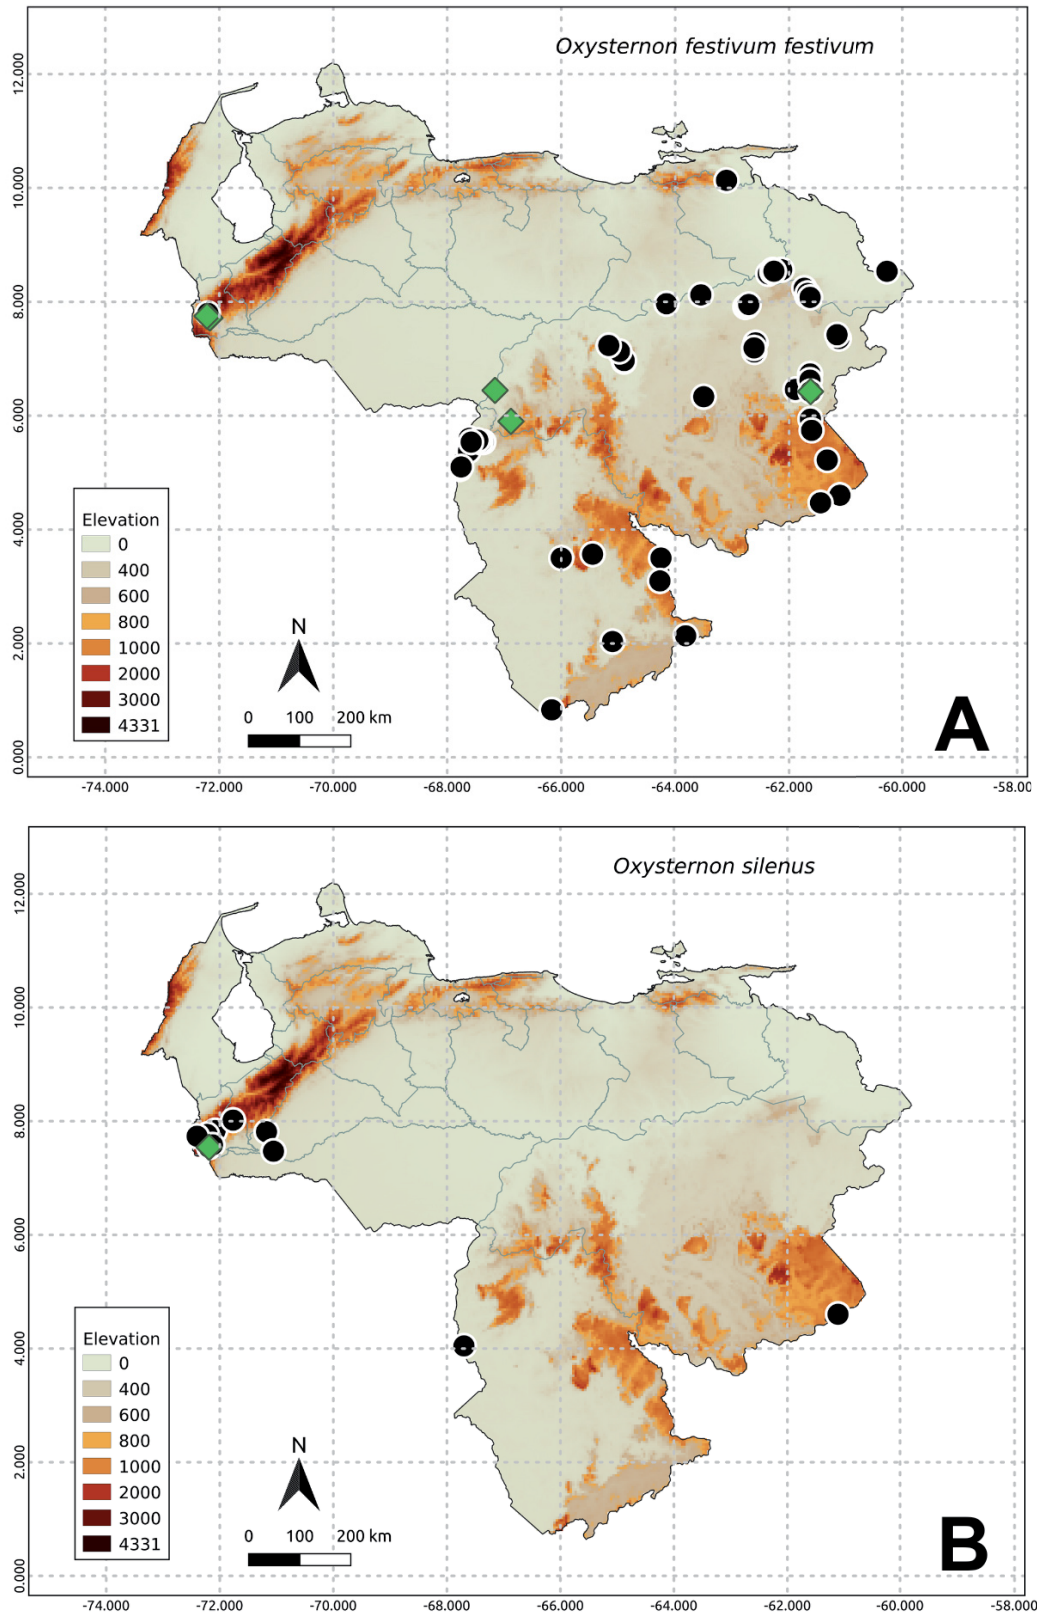 Oxysternon festivum festivum
12.000
10.000
8.000
6.000
4.000
2.000
0.000
Elevation
0
400
600
800
1000
2000
3000
4331
N
0 100 200 km
A
-74.000 -72.000 -70.000 -68.000 -66.000 -64.000 -62.000 -60.000 -58.00
Oxysternon silenus
12.000
10.000
8.000
6.000
4.000
2.000
0.000
Elevation
0
400
600
800
1000
2000
3000
4331
N
0 100 200 km
B
-74.000 -72.000 -70.000 -68.000 -66.000 -64.000 -62.000 -60.000 -58.000